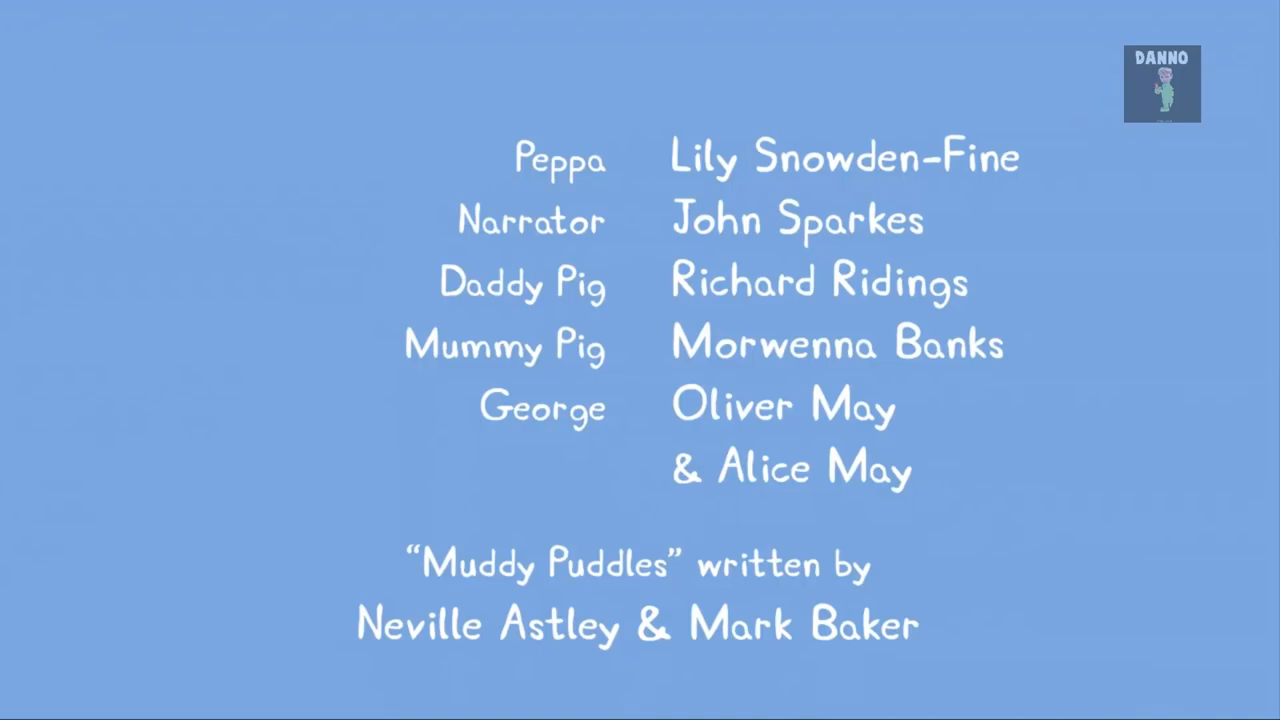 DANNO
Peppa Lily Snowden-Fine
Narrator John Sparkes
Daddy Pig Richard Ridings
Mummy Pig Morwenna Banks
George Oliver May
& Alice May
“Muddy Puddles” written by
Neville Astley & Mark Baker